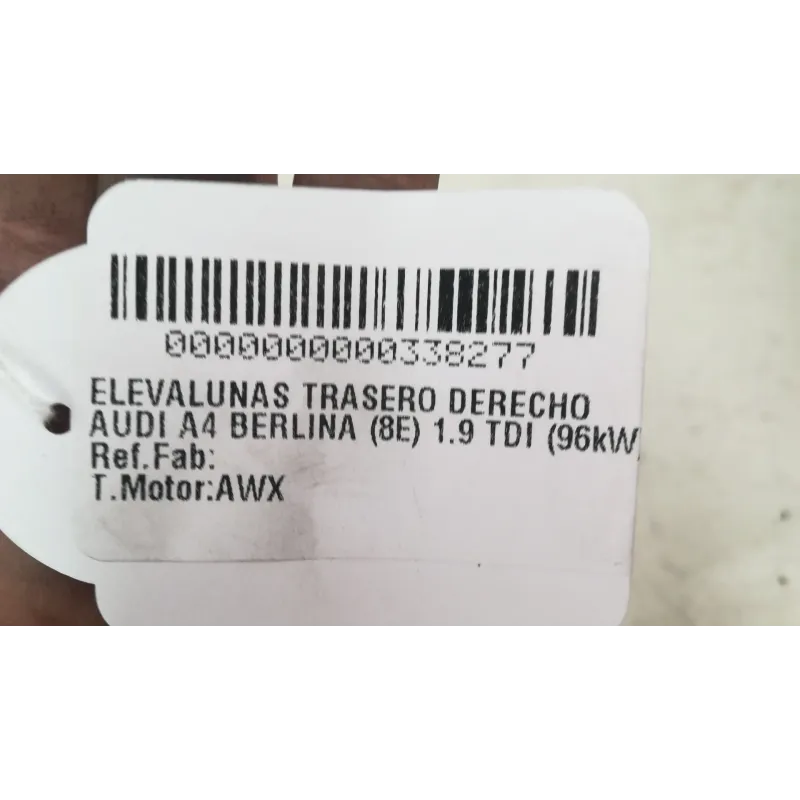 0000000000338277
ELEVALUNAS TRASERO DERECHO
AUDI A4 BERLINA (8E) 1.9 TDI (96kW)
Ref.Fab:
T.Motor:AWX